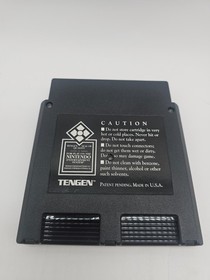 CAUTION
■ Do not store cartridge in very
hot or cold places. Never hit or
drop. Do not take apart.
■ Do not touch connectors,
do not get them wet or dirty.
Doing so may damage game.
■ Do not clean with benzene,
paint thinner, alcohol or other
such solvents.
NINTENDO
TENGEN
PATENT PENDING. MADE IN U.S.A.